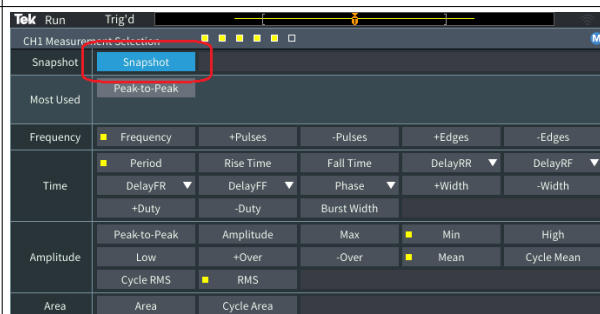 Tek Run Trig'd
CH1 Measurement Selection M
Snapshot Snapshot
Most Used Peak-to-Peak
Frequency Frequency +Pulses -Pulses +Edges -Edges
Time Period Rise Time Fall Time DelayRR DelayRF
DelayFR DelayFF Phase +Width -Width
+Duty -Duty Burst Width
Amplitude Peak-to-Peak Amplitude Max Min High
Low +Over -Over Mean Cycle Mean
Cycle RMS RMS
Area Area Cycle Area